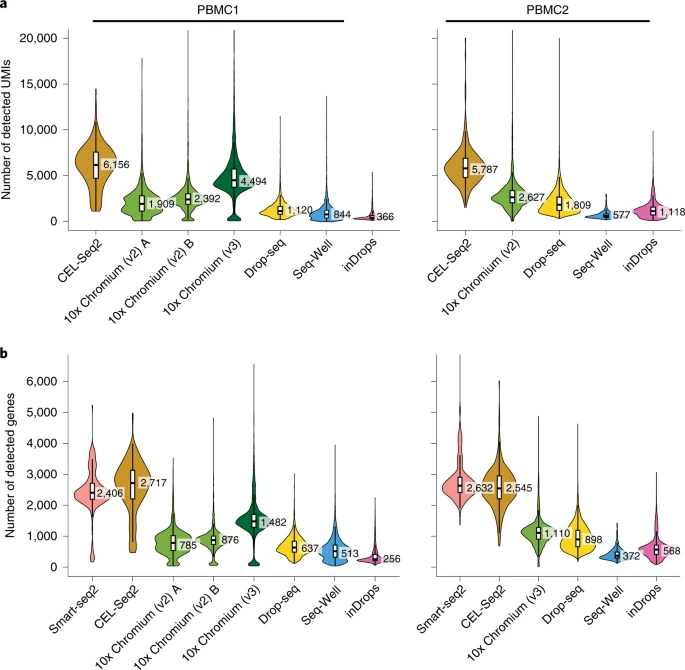 a
PBMC1
PBMC2
Number of detected UMIs
20,000
15,000
10,000
5,000
0
6,156
1,909
2,392
4,494
1,120
844
366
5,787
2,627
1,809
577
1,118
CEL-Seq2
10x Chromium (v2) A
10x Chromium (v2) B
10x Chromium (v3)
Drop-seq
Seq-Well
inDrops
CEL-Seq2
10x Chromium (v2)
Drop-seq
Seq-Well
inDrops
b
Number of detected genes
6,000
5,000
4,000
3,000
2,000
1,000
0
2,406
2,717
785
876
1,482
637
513
256
2,632
2,545
1,110
898
372
568
Smart-seq2
CEL-Seq2
10x Chromium (v2) A
10x Chromium (v2) B
10x Chromium (v3)
Drop-seq
Seq-Well
inDrops
Smart-seq2
CEL-Seq2
10x Chromium (v3)
Drop-seq
Seq-Well
inDrops